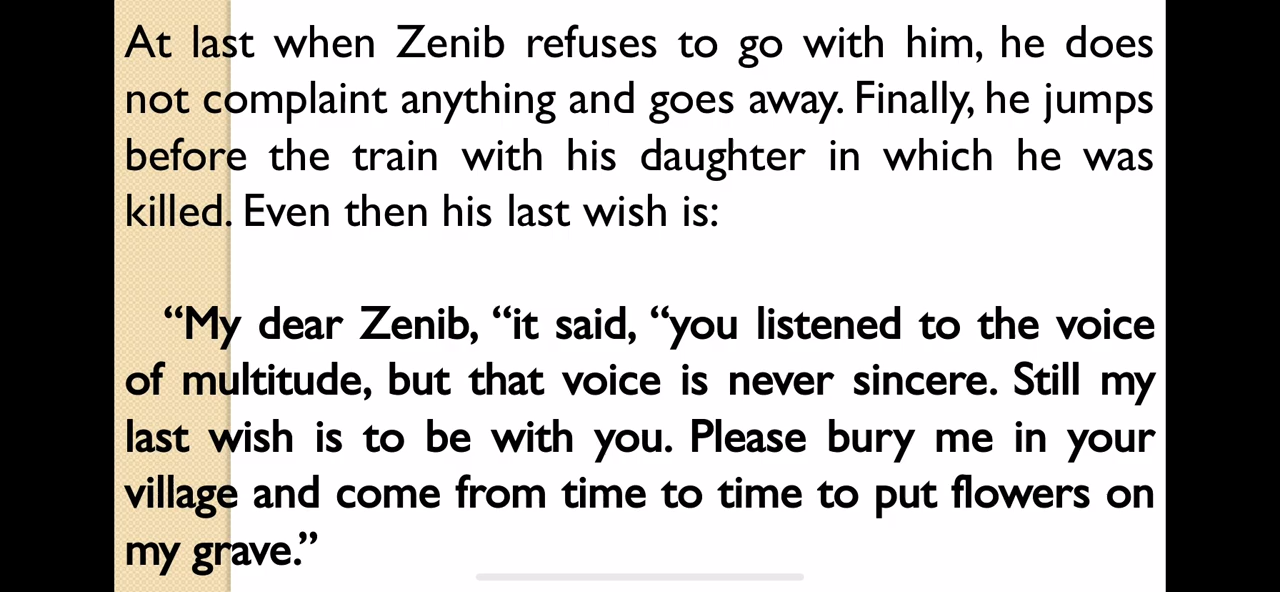 At last when Zenib refuses to go with him, he does
not complaint anything and goes away. Finally, he jumps
before the train with his daughter in which he was
killed. Even then his last wish is:
“My dear Zenib, “it said, “you listened to the voice
of multitude, but that voice is never sincere. Still my
last wish is to be with you. Please bury me in your
village and come from time to time to put flowers on
my grave.”